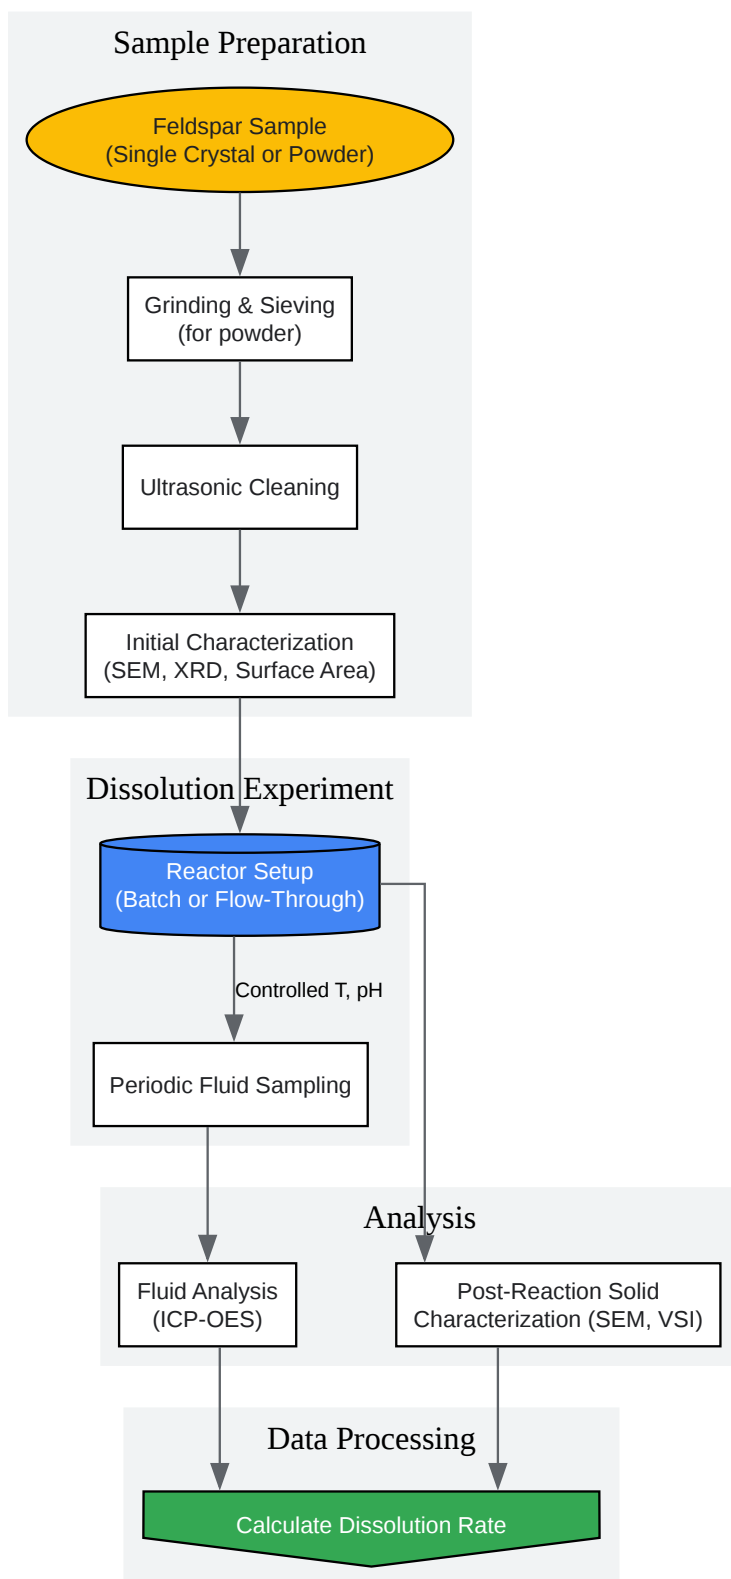 Sample Preparation
Feldspar Sample
(Single Crystal or Powder)
Grinding & Sieving
(for powder)
Ultrasonic Cleaning
Initial Characterization
(SEM, XRD, Surface Area)
Dissolution Experiment
Reactor Setup
(Batch or Flow-Through)
Controlled T, pH
Periodic Fluid Sampling
Analysis
Fluid Analysis
(ICP-OES)
Post-Reaction Solid
Characterization (SEM, VSI)
Data Processing
Calculate Dissolution Rate